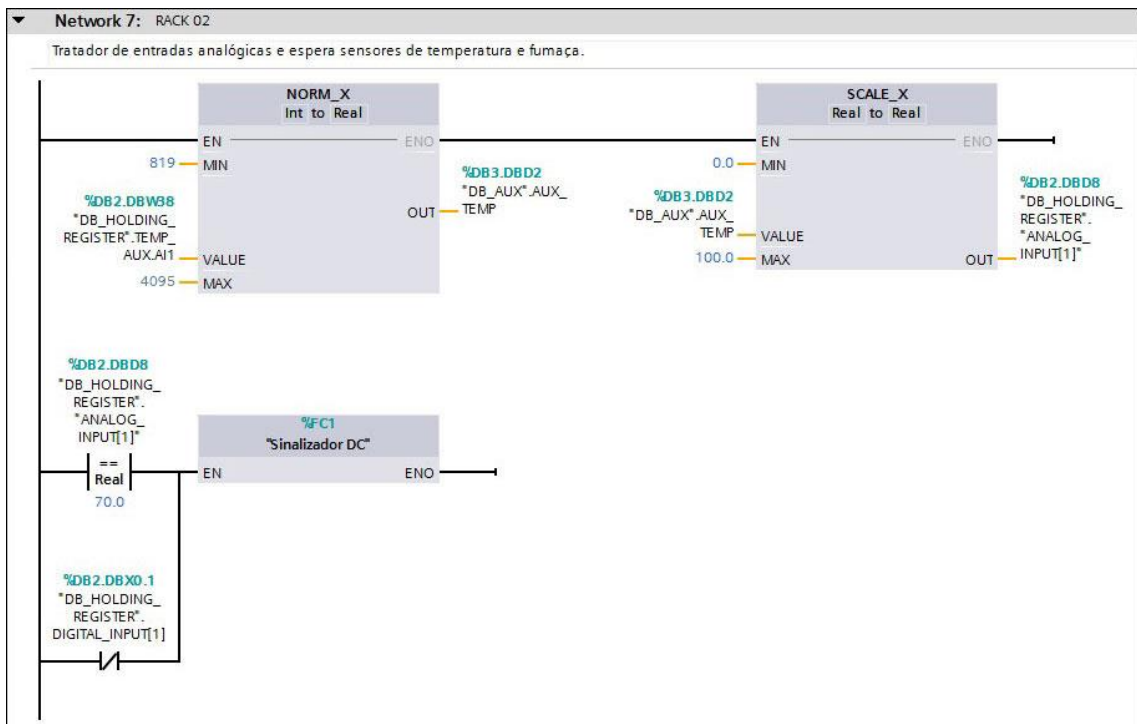 Network 7: RACK 02
Tratador de entradas analógicas e espera sensores de temperatura e fumaça.
NORM_X
Int to Real
EN
ENO
819
MIN
%DB2.DBW38
"DB_HOLDING_
REGISTER".TEMP_
AUX.AI1
VALUE
4095
MAX
OUT
%DB3.DBD2
"DB_AUX".AUX_
TEMP
SCALE_X
Real to Real
EN
ENO
0.0
MIN
%DB3.DBD2
"DB_AUX".AUX_
TEMP
VALUE
100.0
MAX
OUT
%DB2.DBD8
"DB_HOLDING_
REGISTER".
"ANALOG_
INPUT[1]"
%DB2.DBD8
"DB_HOLDING_
REGISTER".
"ANALOG_
INPUT[1]"
==
Real
70.0
%FC1
"Sinalizador DC"
EN
ENO
%DB2.DBX0.1
"DB_HOLDING_
REGISTER".
DIGITAL_INPUT[1]